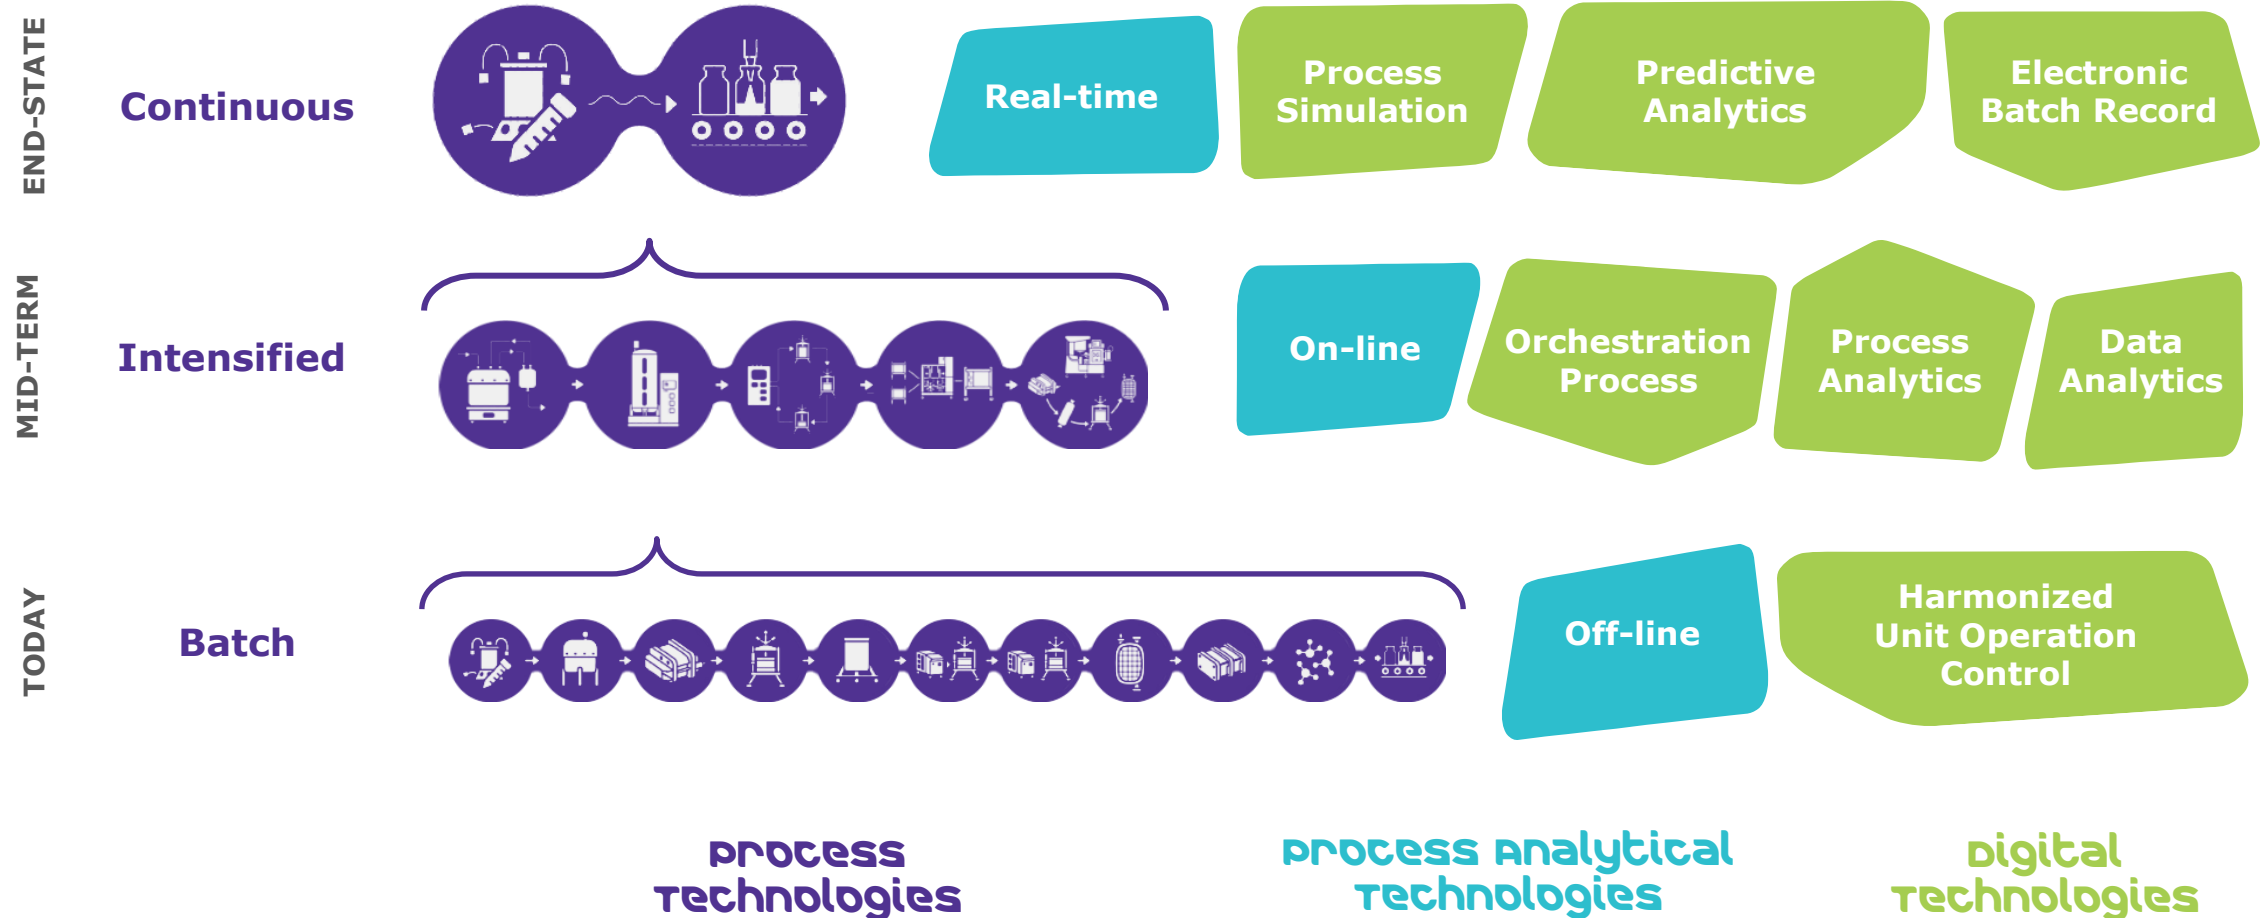 END-STATE
Continuous
Real-time
Process
Simulation
Predictive
Analytics
Electronic
Batch Record
MID-TERM
Intensified
On-line
Orchestration
Process
Process
Analytics
Data
Analytics
TODAY
Batch
Off-line
Harmonized
Unit Operation
Control
Process
Technologies
Process Analytical
Technologies
Digital
Technologies